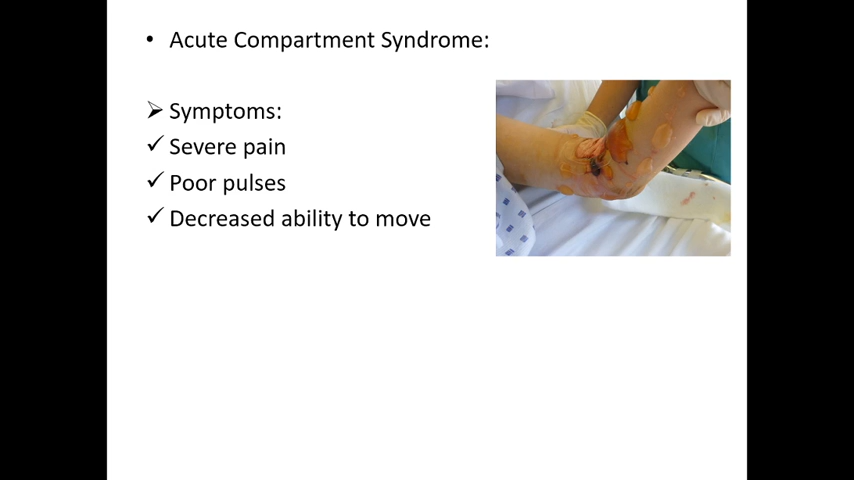 • Acute Compartment Syndrome:
➢ Symptoms:
✓ Severe pain
✓ Poor pulses
✓ Decreased ability to move